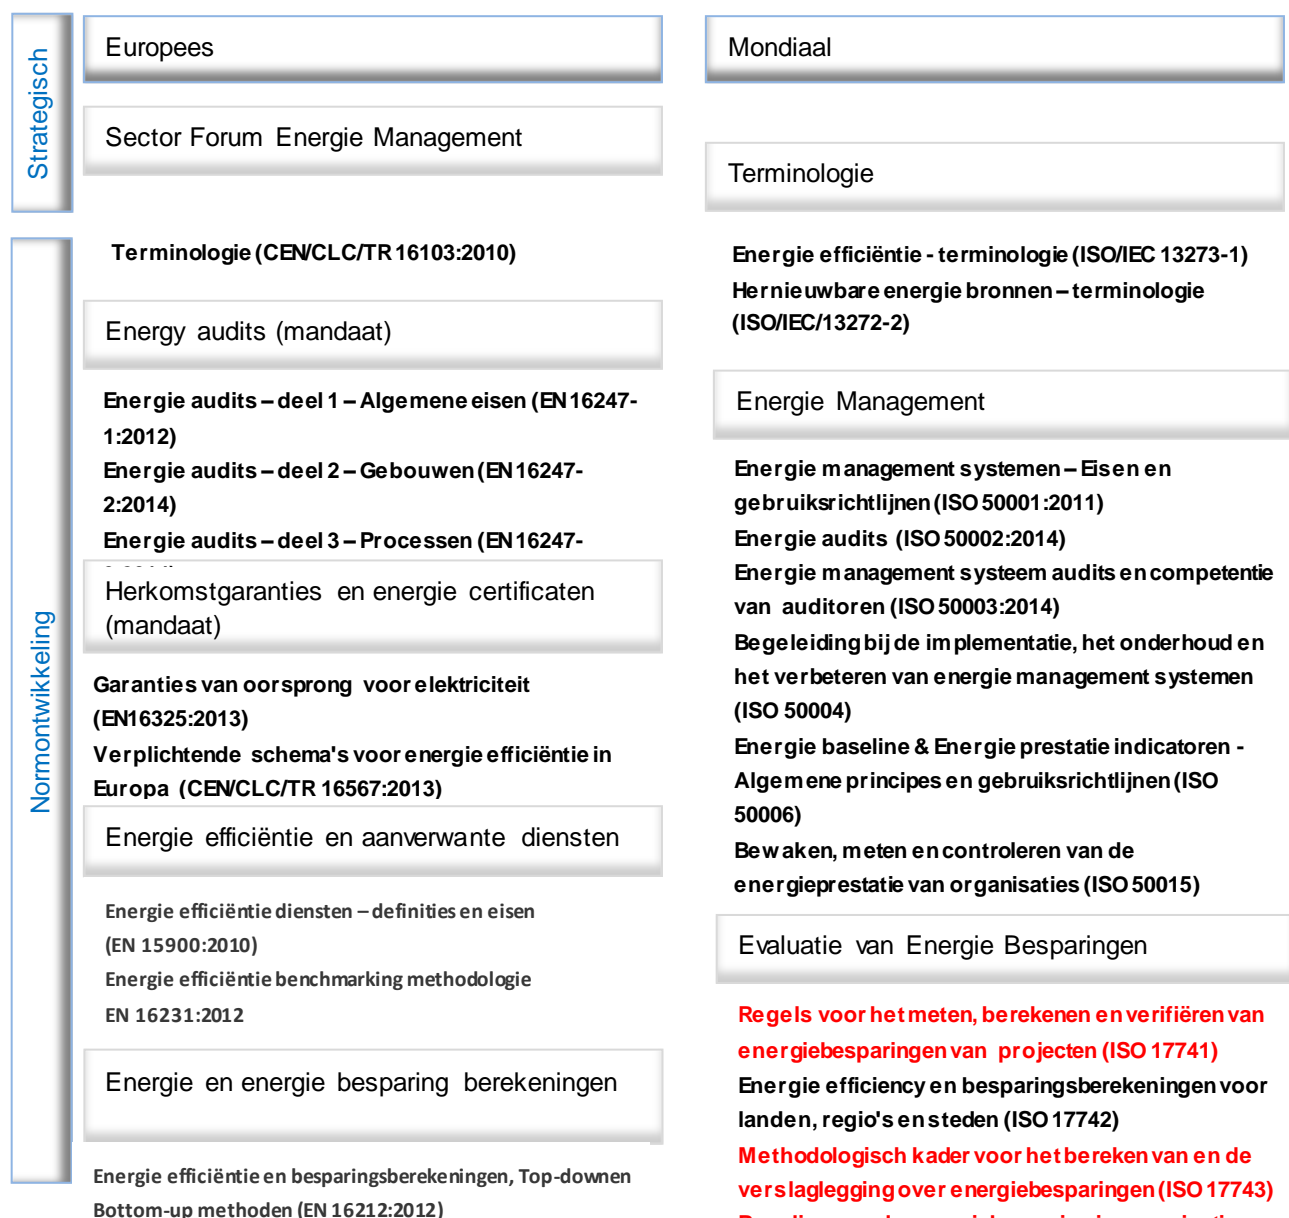 Strategisch
Europees
Sector Forum Energie Management
Normontwikkeling
Terminologie (CEN/CLC/TR 16103:2010)
Energy audits (mandaat)
Energie audits – deel 1 – Algemene eisen (EN 16247-
1:2012)
Energie audits – deel 2 – Gebouwen (EN 16247-
2:2014)
Energie audits – deel 3 – Processen (EN 16247-
Herkomstgaranties en energie certificaten
(mandaat)
Garanties van oorsprong voor elektriciteit
(EN16325:2013)
Verplichtende schema's voor energie efficiëntie in
Europa (CEN/CLC/TR 16567:2013)
Energie efficiëntie en aanverwante diensten
Energie efficiëntie diensten – definities en eisen
(EN 15900:2010)
Energie efficiëntie benchmarking methodologie
EN 16231:2012
Energie en energie besparing berekeningen
Energie efficiëntie en besparingsberekeningen, Top-down en
Bottom-up methoden (EN 16212:2012)
Mondiaal
Terminologie
Energie efficiëntie - terminologie (ISO/IEC 13273-1)
Hernieuwbare energie bronnen – terminologie
(ISO/IEC/13272-2)
Energie Management
Energie management systemen – Eisen en
gebruiksrichtlijnen (ISO 50001:2011)
Energie audits (ISO 50002:2014)
Energie management systeem audits en competentie
van auditoren (ISO 50003:2014)
Begeleiding bij de implementatie, het onderhoud en
het verbeteren van energie management systemen
(ISO 50004)
Energie baseline & Energie prestatie indicatoren -
Algemene principes en gebruiksrichtlijnen (ISO
50006)
Bewaken, meten en controleren van de
energieprestatie van organisaties (ISO 50015)
Evaluatie van Energie Besparingen
Regels voor het meten, berekenen en verifiëren van
energiebesparingen van projecten (ISO 17741)
Energie efficiency en besparingsberekeningen voor
landen, regio's en steden (ISO 17742)
Methodologisch kader voor het bereken van en de
verslaglegging over energiebesparingen (ISO 17743)